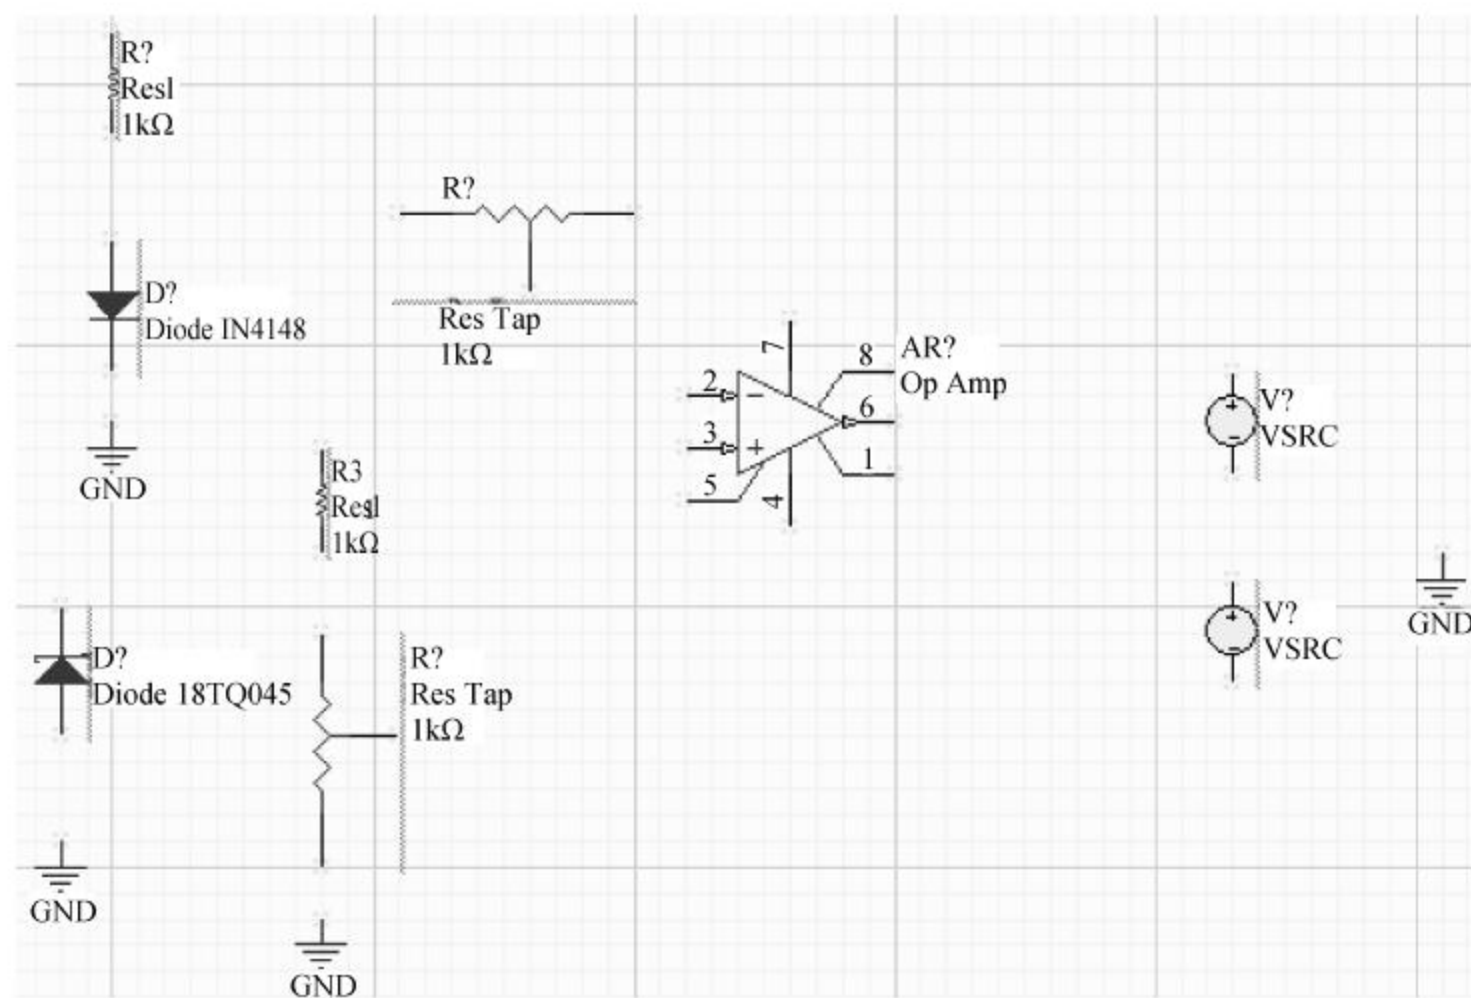 R?
Resl
1kΩ
R?
Res Tap
1kΩ
D?
Diode IN4148
GND
R3
Resl
1kΩ
7
2
3
5
4
8
6
1
AR?
Op Amp
V?
VSRC
V?
VSRC
GND
D?
Diode 18TQ045
R?
Res Tap
1kΩ
GND
GND